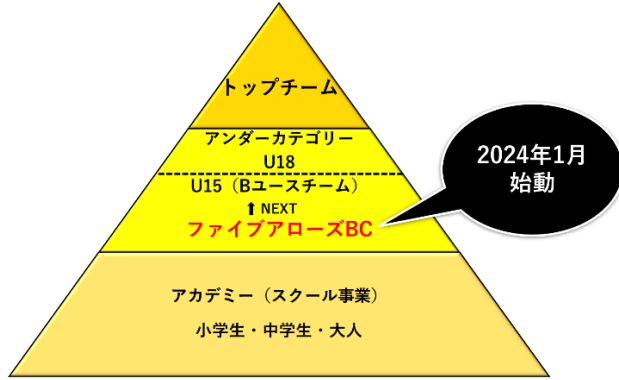 トップチーム
アンダーカテゴリー
U18
U15（Bユースチーム）
⬆ NEXT
ファイブアローズBC
2024年1月
始動
アカデミー（スクール事業）
小学生・中学生・大人